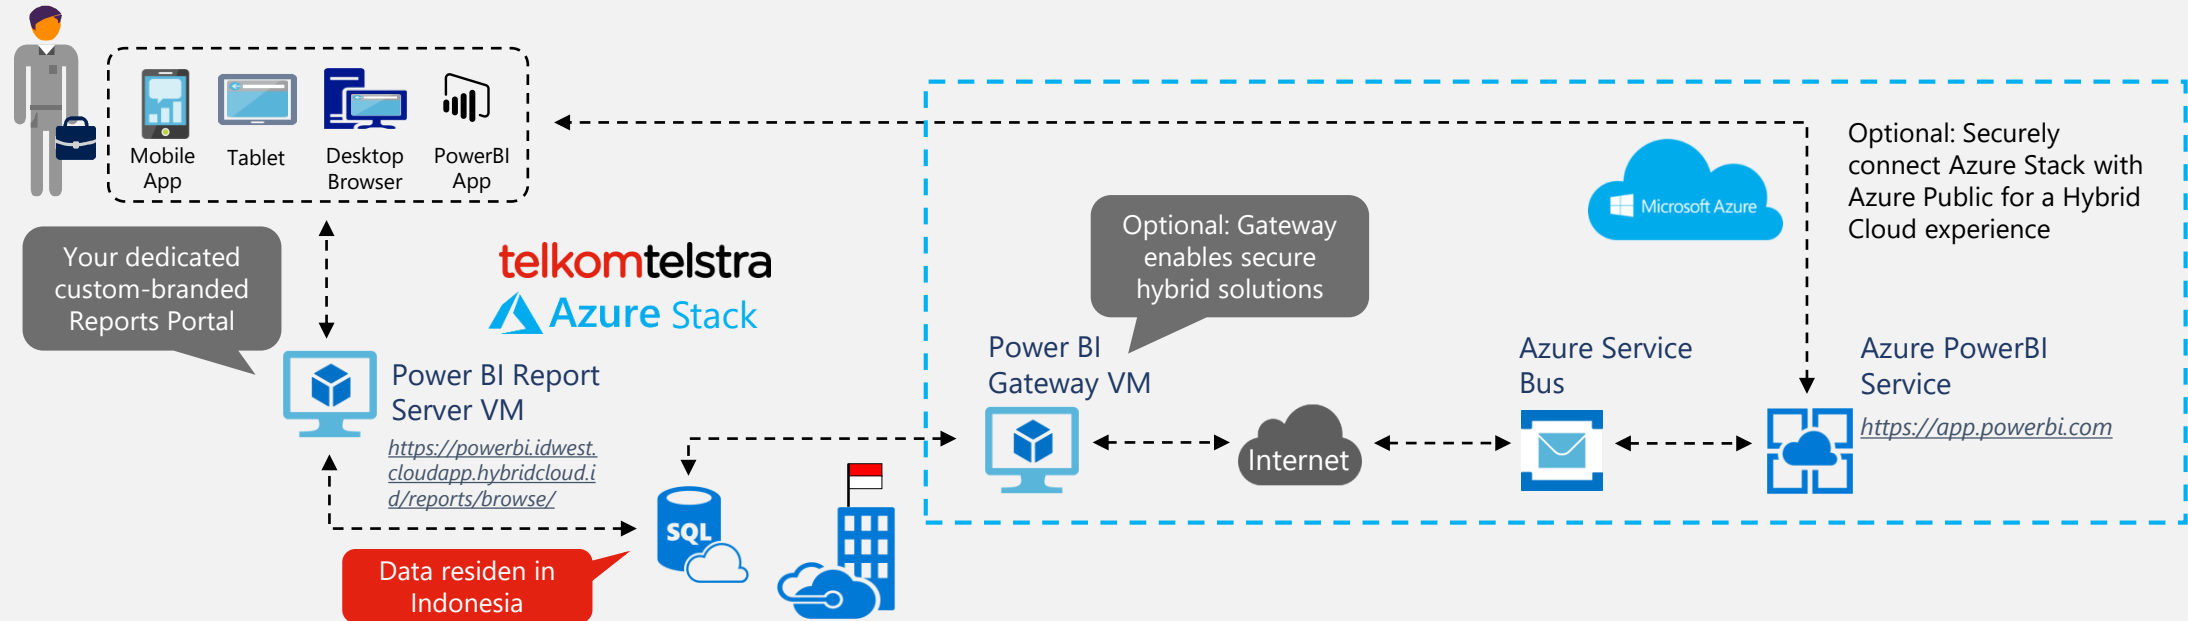 Mobile
App
Tablet
Desktop
Browser
PowerBI
App
Your dedicated
custom-branded
Reports Portal
telkomtelstra
Azure Stack
Power BI Report
Server VM
https://powerbi.idwest.
cloudapp.hybridcloud.i
d/reports/browse/
SQL
Data residen in
Indonesia
Optional: Gateway
enables secure
hybrid solutions
Power BI
Gateway VM
Internet
Microsoft Azure
Optional: Securely
connect Azure Stack with
Azure Public for a Hybrid
Cloud experience
Azure Service
Bus
Azure PowerBI
Service
https://app.powerbi.com